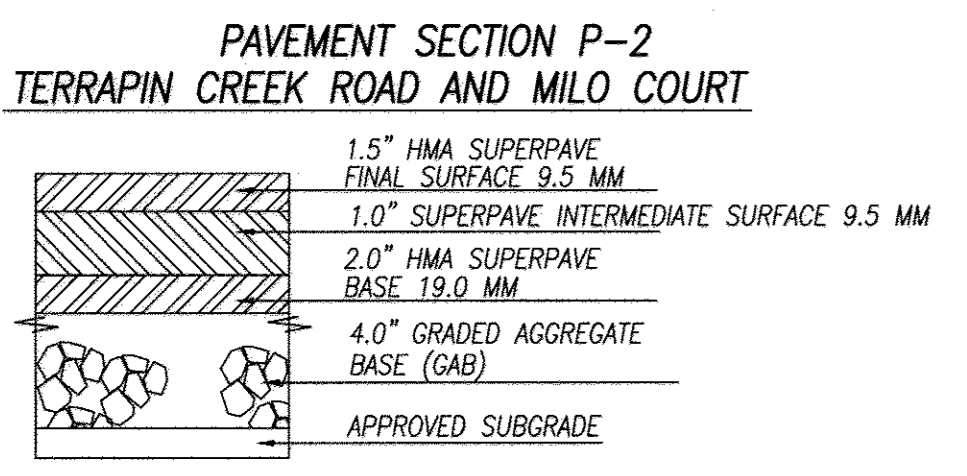 PAVEMENT SECTION P-2
TERRAPIN CREEK ROAD AND MILO COURT
1.5" HMA SUPERPAVE
FINAL SURFACE 9.5 MM
1.0" SUPERPAVE INTERMEDIATE SURFACE 9.5 MM
2.0" HMA SUPERPAVE
BASE 19.0 MM
4.0" GRADED AGGREGATE
BASE (GAB)
APPROVED SUBGRADE